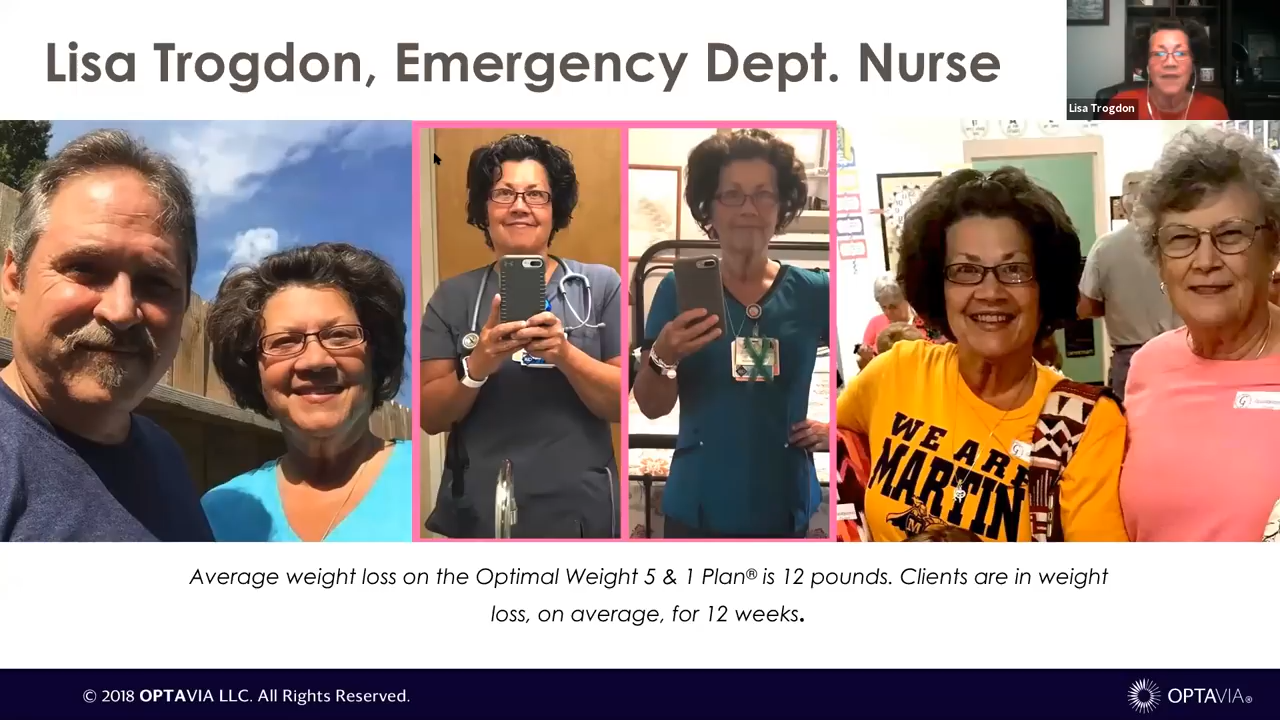 Lisa Trogdon, Emergency Dept. Nurse
Lisa Trogdon
WE ARE
MARTIN
Average weight loss on the Optimal Weight 5 & 1 Plan® is 12 pounds. Clients are in weight
loss, on average, for 12 weeks.
© 2018 OPTAVIA LLC. All Rights Reserved.
OPTAVIA®